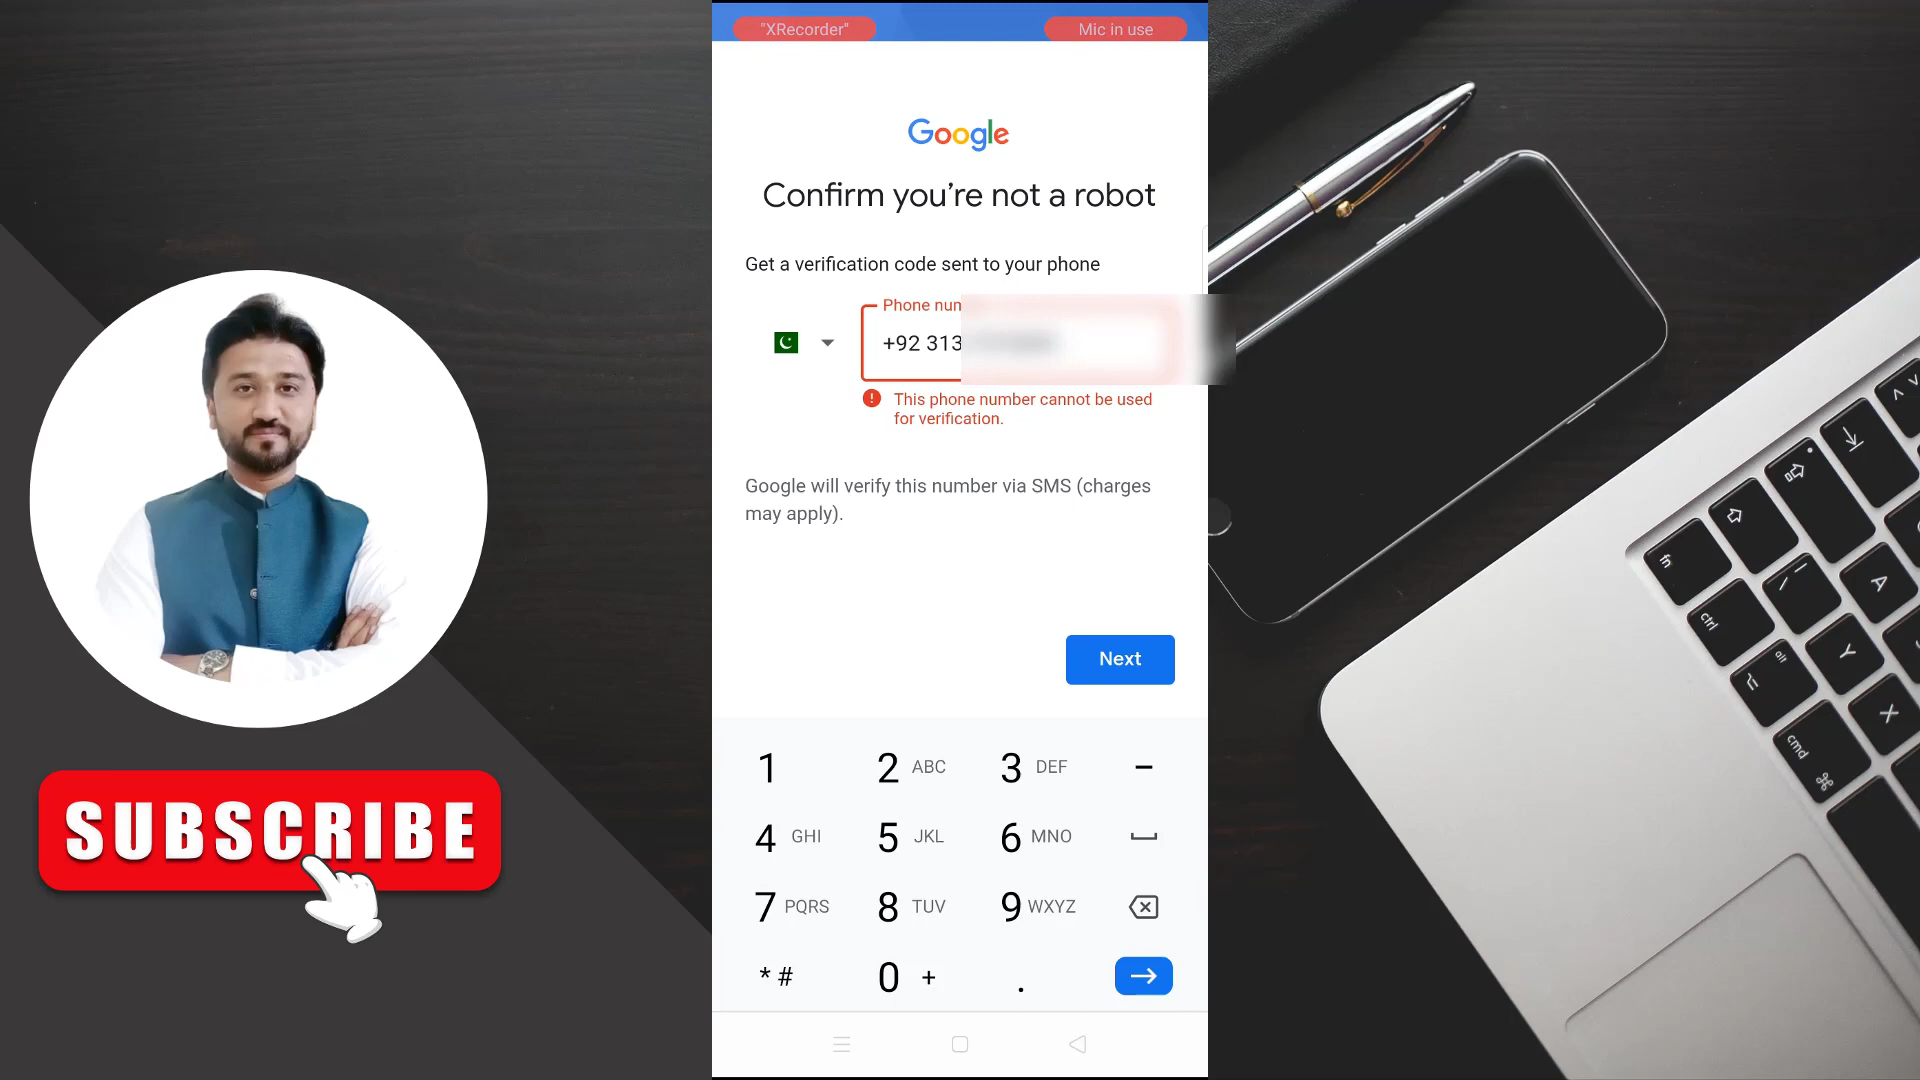 "XRecorder"
Mic in use
Google
Confirm you're not a robot
Get a verification code sent to your phone
Phone num
+92 313
This phone number cannot be used
for verification.
Google will verify this number via SMS (charges
may apply).
Next
1 2 ABC 3 DEF -
4 GHI 5 JKL 6 MNO
7 PQRS 8 TUV 9 WXYZ
* # 0 + .
SUBSCRIBE
fn
ctrl
alt
cmd
A
Y
X